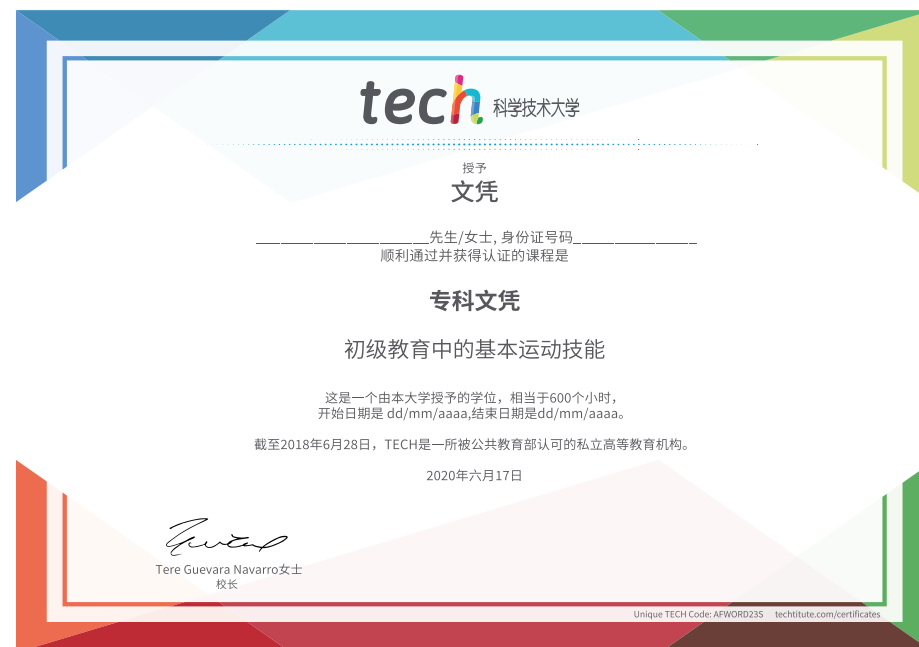 tech 科学技术大学
授予
文凭
______________________先生/女士, 身份证号码_______________
顺利通过并获得认证的课程是
专科文凭
初级教育中的基本运动技能
这是一个由本大学授予的学位，相当于600个小时，
开始日期是 dd/mm/aaaa,结束日期是dd/mm/aaaa。
截至2018年6月28日，TECH是一所被公共教育部认可的私立高等教育机构。
2020年六月17日
Tere Guevara Navarro女士
校长
Unique TECH Code: AFWORD23S techtitute.com/certificates